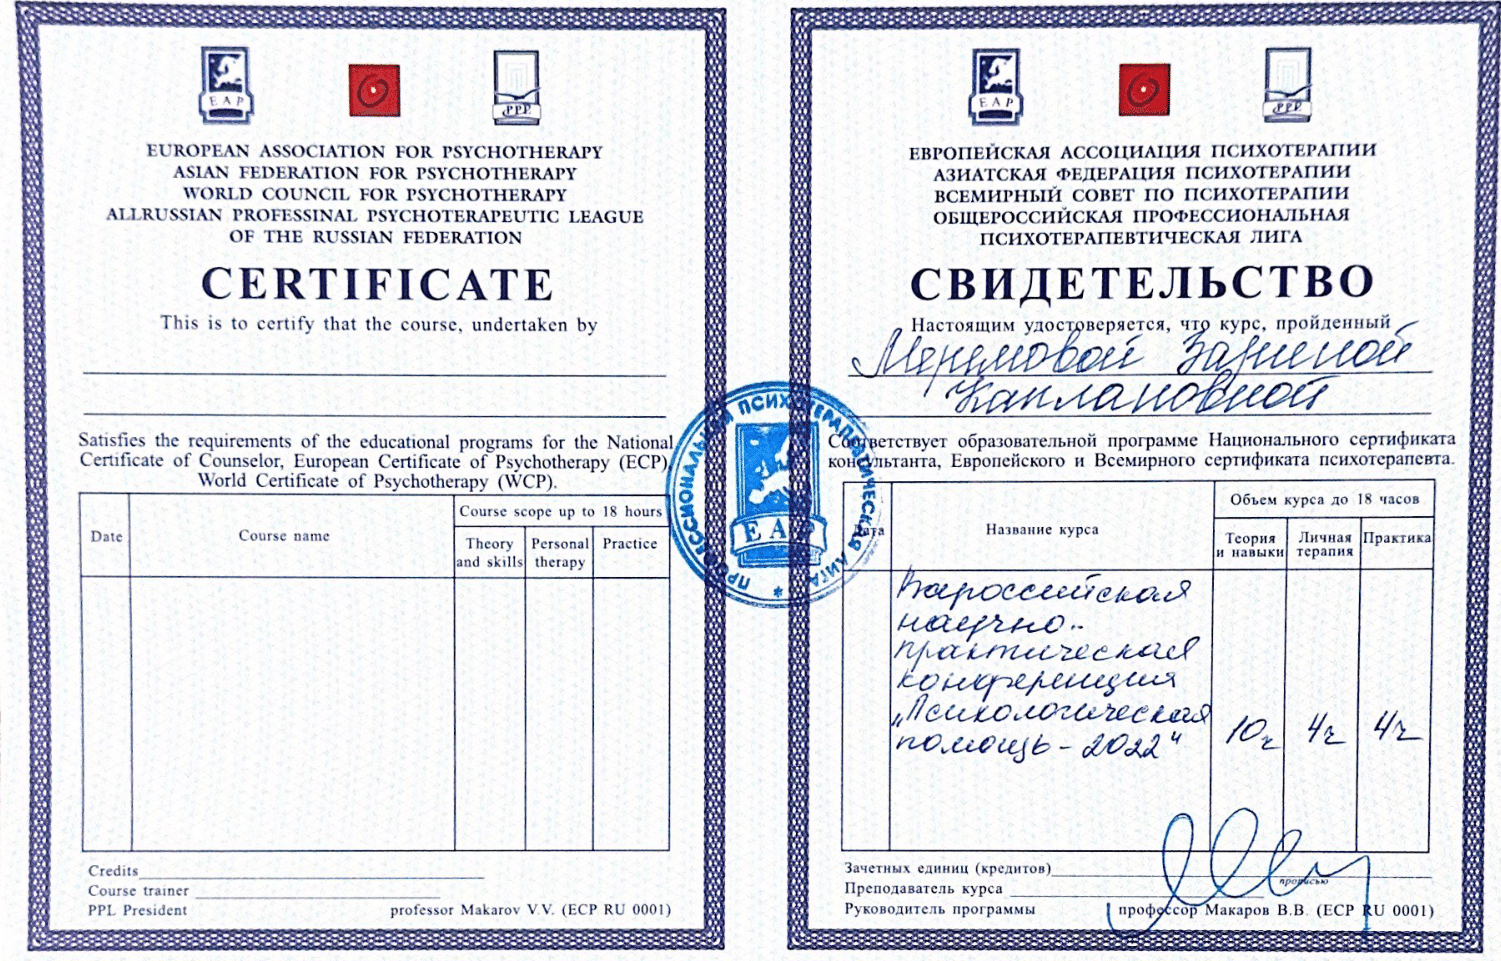 EAP
PPP
EUROPEAN ASSOCIATION FOR PSYCHOTHERAPY
ASIAN FEDERATION FOR PSYCHOTHERAPY
WORLD COUNCIL FOR PSYCHOTHERAPY
ALLRUSSIAN PROFESSINAL PSYCHOTERAPEUTIC LEAGUE
OF THE RUSSIAN FEDERATION
CERTIFICATE
This is to certify that the course, undertaken by
Satisfies the requirements of the educational programs for the National
Certificate of Counselor, European Certificate of Psychotherapy (ECP),
World Certificate of Psychotherapy (WCP).
Date
Course name
Course scope up to 18 hours
Theory
and skills
Personal
therapy
Practice
Credits
Course trainer
PPL President professor Makarov V.V. (ECP RU 0001)
ПРОФЕССИОНАЛЬНАЯ ПСИХОТЕРАПЕВТИЧЕСКАЯ ЛИГА *
EAP
EAP
PPP
ЕВРОПЕЙСКАЯ АССОЦИАЦИЯ ПСИХОТЕРАПИИ
АЗИАТСКАЯ ФЕДЕРАЦИЯ ПСИХОТЕРАПИИ
ВСЕМИРНЫЙ СОВЕТ ПО ПСИХОТЕРАПИИ
ОБЩЕРОССИЙСКАЯ ПРОФЕССИОНАЛЬНАЯ
ПСИХОТЕРАПЕВТИЧЕСКАЯ ЛИГА
СВИДЕТЕЛЬСТВО
Настоящим удостоверяется, что курс, пройденный
Зариной
Каплановной
Соответствует образовательной программе Национального сертификата
консультанта, Европейского и Всемирного сертификата психотерапевта.
Дата
Название курса
Объем курса до 18 часов
Теория
и навыки
Личная
терапия
Практика
Всероссийская
научно-
практическая
конференция
„Психологическая
помощь - 2022"
10ч 4ч 4ч
Зачетных единиц (кредитов)
прописью
Преподаватель курса
Руководитель программы профессор Макаров В.В. (ECP RU 0001)